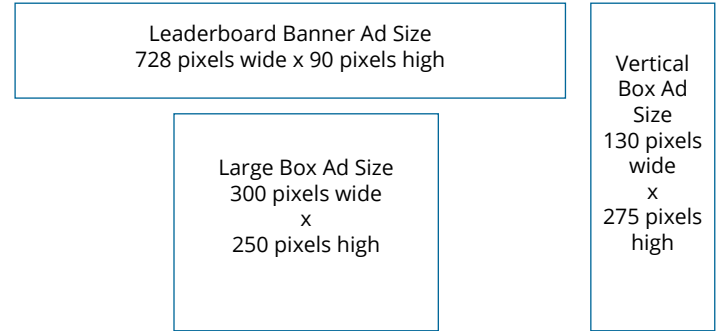 Leaderboard Banner Ad Size
728 pixels wide x 90 pixels high
Large Box Ad Size
300 pixels wide
x
250 pixels high
Vertical
Box Ad
Size
130 pixels
wide
x
275 pixels
high